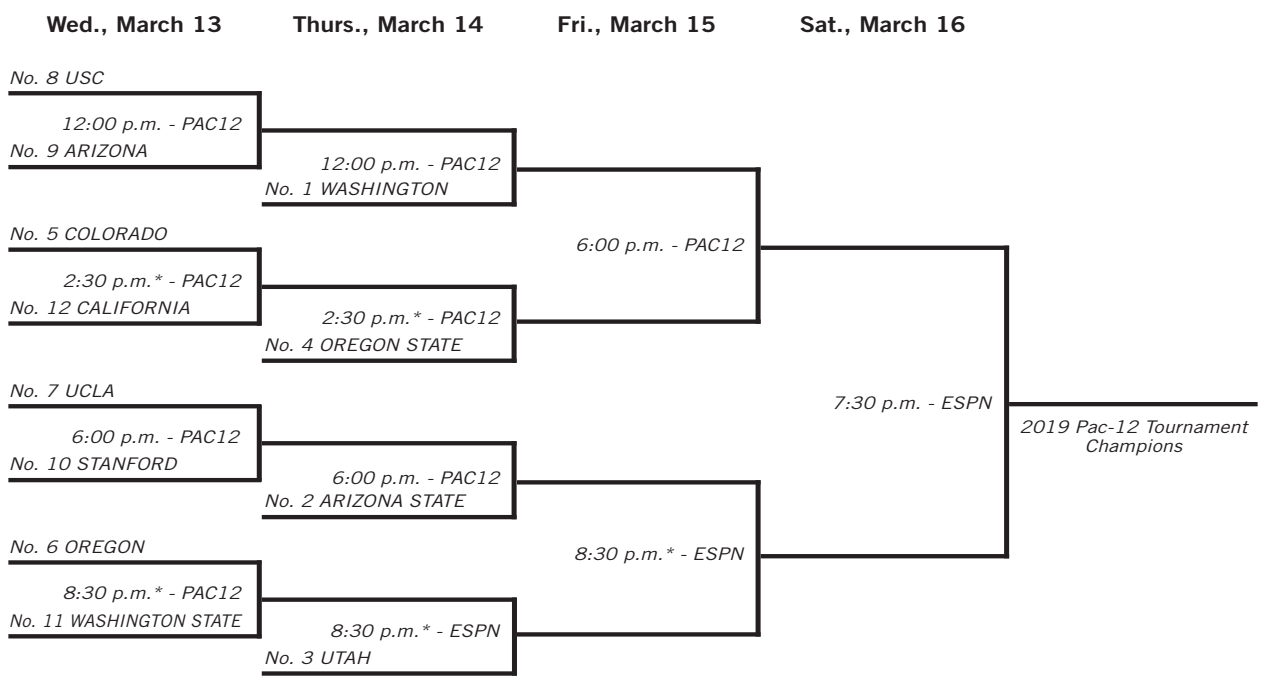 Wed., March 13
Thurs., March 14
Fri., March 15
Sat., March 16
No. 8 USC
12:00 p.m. - PAC12
No. 9 ARIZONA
12:00 p.m. - PAC12
No. 1 WASHINGTON
No. 5 COLORADO
2:30 p.m.* - PAC12
No. 12 CALIFORNIA
2:30 p.m.* - PAC12
No. 4 OREGON STATE
6:00 p.m. - PAC12
No. 7 UCLA
6:00 p.m. - PAC12
No. 10 STANFORD
6:00 p.m. - PAC12
No. 2 ARIZONA STATE
No. 6 OREGON
8:30 p.m.* - PAC12
No. 11 WASHINGTON STATE
8:30 p.m.* - ESPN
No. 3 UTAH
8:30 p.m.* - ESPN
7:30 p.m. - ESPN
2019 Pac-12 Tournament
Champions